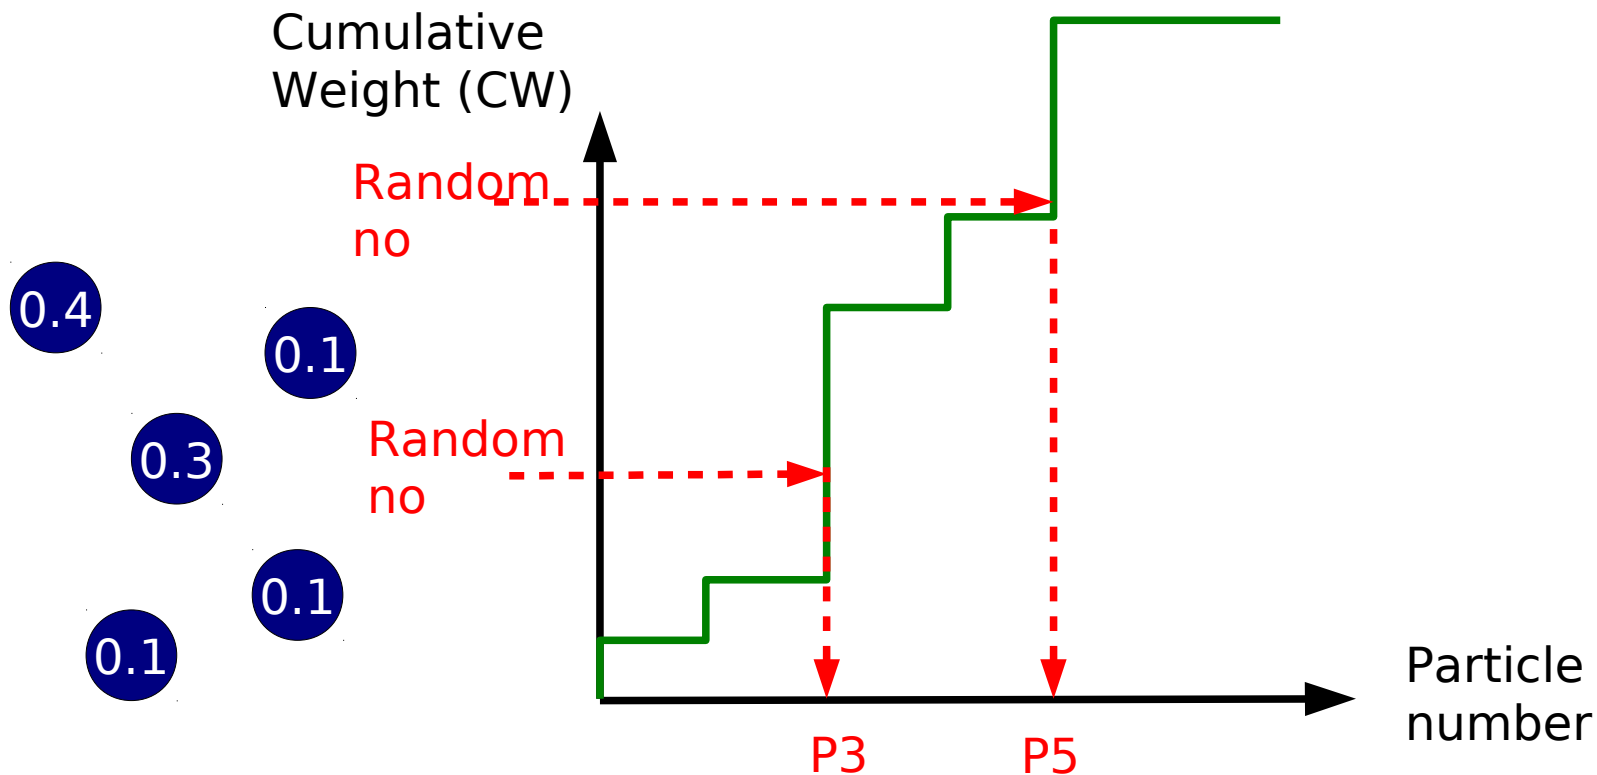 Cumulative
Weight (CW)
Random
no
0.4
0.1
0.3
Random
no
0.1
0.1
Particle
number
P3
P5